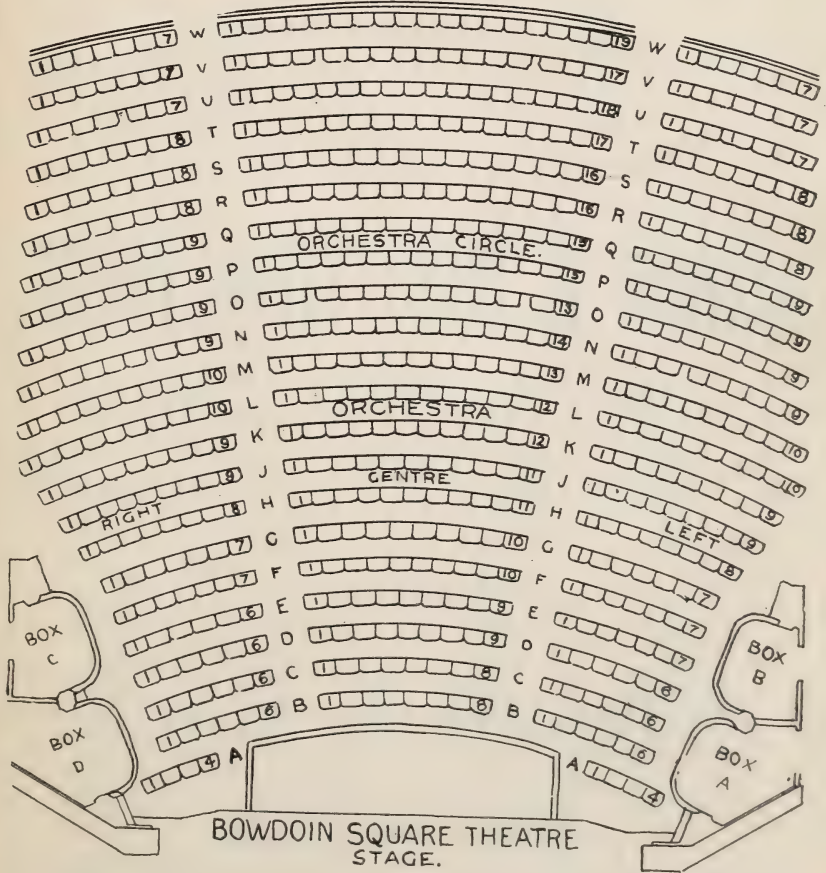 1 7 W 1 19 W 1 7
1 7 V 1 17 V 1 7
1 7 U 1 18 U 1 7
1 8 T 1 17 T 1 8
1 8 S 1 16 S 1 8
1 8 R 1 16 R 1 8
1 9 Q 1 15 Q 1 9
ORCHESTRA CIRCLE.
1 9 P 1 15 P 1 9
1 9 O 1 13 O 1 9
1 9 N 1 14 N 1 9
1 10 M 1 13 M 1 10
1 10 L 1 12 L 1 10
ORCHESTRA
1 9 K 1 12 K 1 9
1 9 J 1 11 J 1 9
RIGHT CENTRE LEFT
1 8 H 1 11 H 1 8
1 7 G 1 10 G 1 7
1 7 F 1 10 F 1 7
1 6 E 1 9 E 1 7
1 6 D 1 9 D 1
1 6 C 1 8 C 1 6
1 6 B 1 8 B 1 6
1 4 A A 1 4
BOX
C
BOX
B
BOX
D
BOX
A
BOWDOIN SQUARE THEATRE
STAGE.